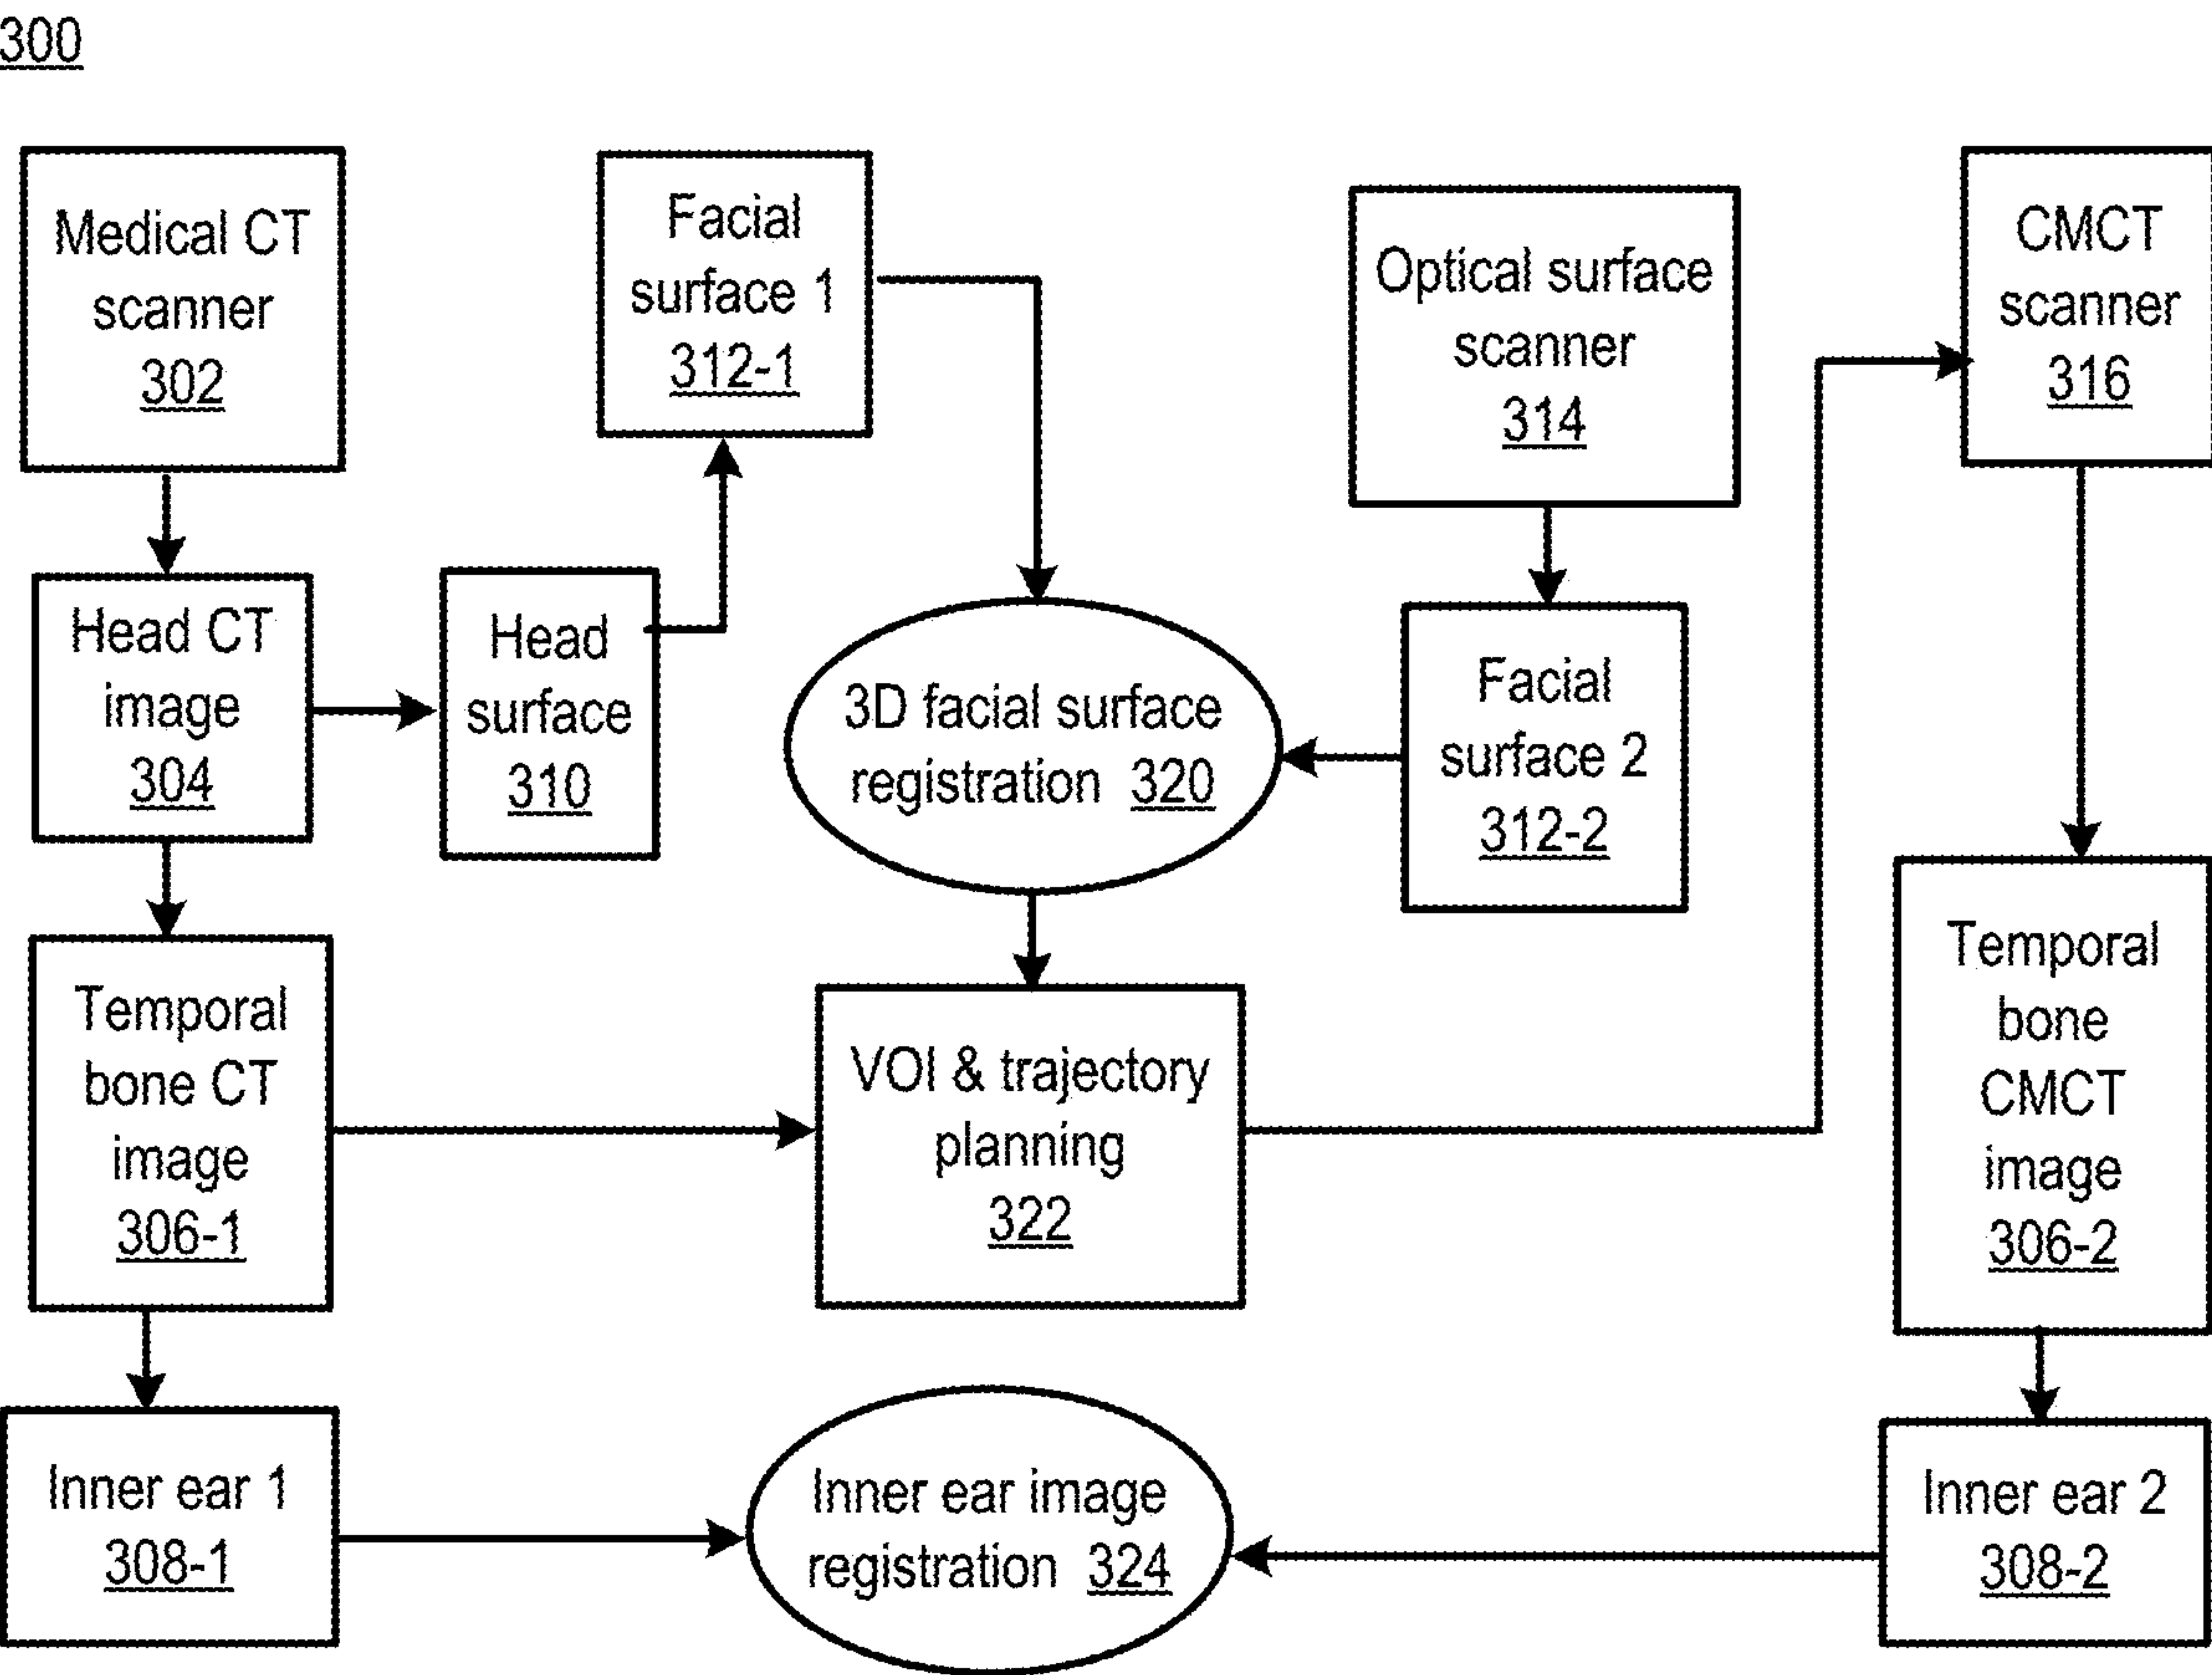 300
Medical CT
scanner
302
Facial
surface 1
312-1
Optical surface
scanner
314
CMCT
scanner
316
Head CT
image
304
Head
surface
310
3D facial surface
registration 320
Facial
surface 2
312-2
Temporal
bone CT
image
306-1
VOI & trajectory
planning
322
Temporal
bone
CMCT
image
306-2
Inner ear 1
308-1
Inner ear image
registration 324
Inner ear 2
308-2